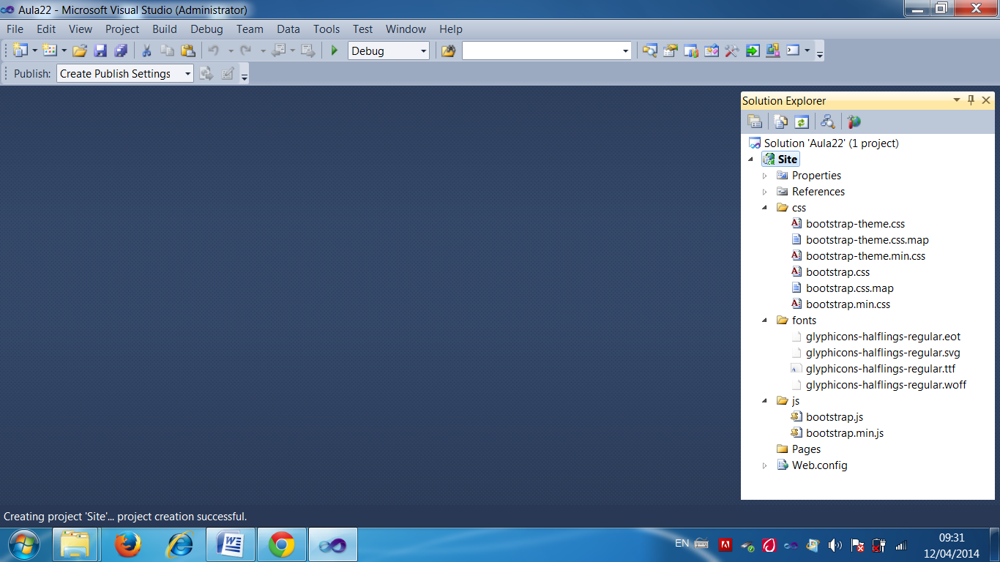 Aula22 - Microsoft Visual Studio (Administrator)
File Edit View Project Build Debug Team Data Tools Test Window Help
Debug
Publish: Create Publish Settings
Solution Explorer
Solution 'Aula22' (1 project)
Site
Properties
References
css
bootstrap-theme.css
bootstrap-theme.css.map
bootstrap-theme.min.css
bootstrap.css
bootstrap.css.map
bootstrap.min.css
fonts
glyphicons-halflings-regular.eot
glyphicons-halflings-regular.svg
glyphicons-halflings-regular.ttf
glyphicons-halflings-regular.woff
js
bootstrap.js
bootstrap.min.js
Pages
Web.config
Creating project 'Site'... project creation successful.
EN
09:31
12/04/2014